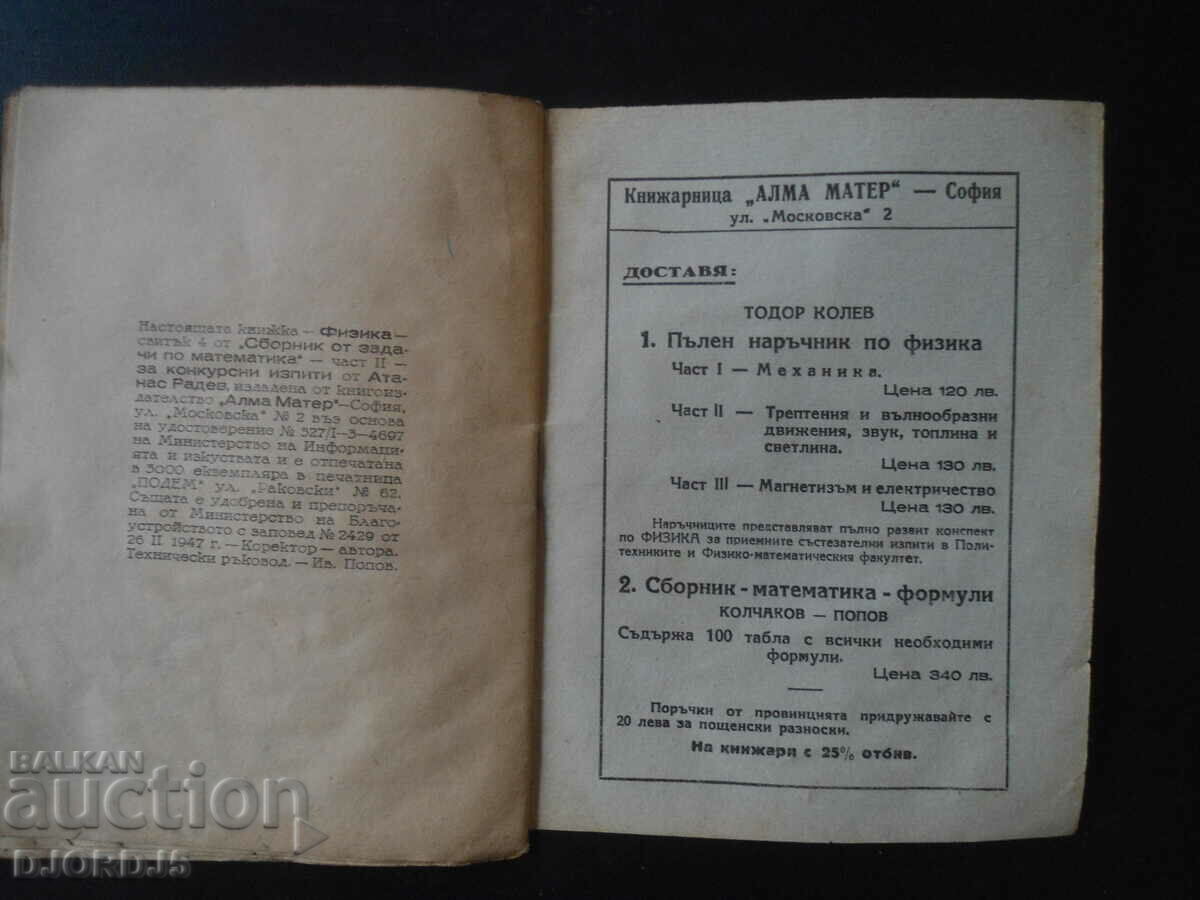 Настоящата книжка — Физика —
свитък 4 от „Сборник от зада-
чи по математика" — част II —
за конкурсни изпити от Ата-
нас Радев, издадена от книгоиз-
дателство „Алма Матер"—София,
ул. „Московска" № 2 въз основа
на удостоверение № 527/I—3—4697
на Министерство на Информаци-
ята и изкуствата и е отпечатана
в 3000 екземпляра в печатница
"ПОДЕМ" ул. "Раковски" № 62.
Същата е удобрена и препоръча-
на от Министерство на Благо-
устройството с заповед № 2429 от
26 II 1947 г. — Коректор — автора.
Технически ръковод. — Ив. Попов.
Книжарница „АЛМА МАТЕР" — София
ул. „Московска" 2
ДОСТАВЯ:
ТОДОР КОЛЕВ
1. Пълен наръчник по физика
Част I — Механика.
Цена 120 лв.
Част II — Трептения и вълнообразни
движения, звук, топлина и
светлина.
Цена 130 лв.
Част III — Магнетизъм и електричество
Цена 130 лв.
Наръчниците представляват пълно развит конспект
по ФИЗИКА за приемните състезателни изпити в Поли-
техниките и Физико-математическия факултет.
2. Сборник - математика - формули
КОЛЧАКОВ — ПОПОВ
Съдържа 100 табла с всички необходими
формули.
Цена 340 лв.
Поръчки от провинцията придружавайте с
20 лева за пощенски разноски.
На книжари с 25% отбив.
BALKAN
auction
DJORDJ5